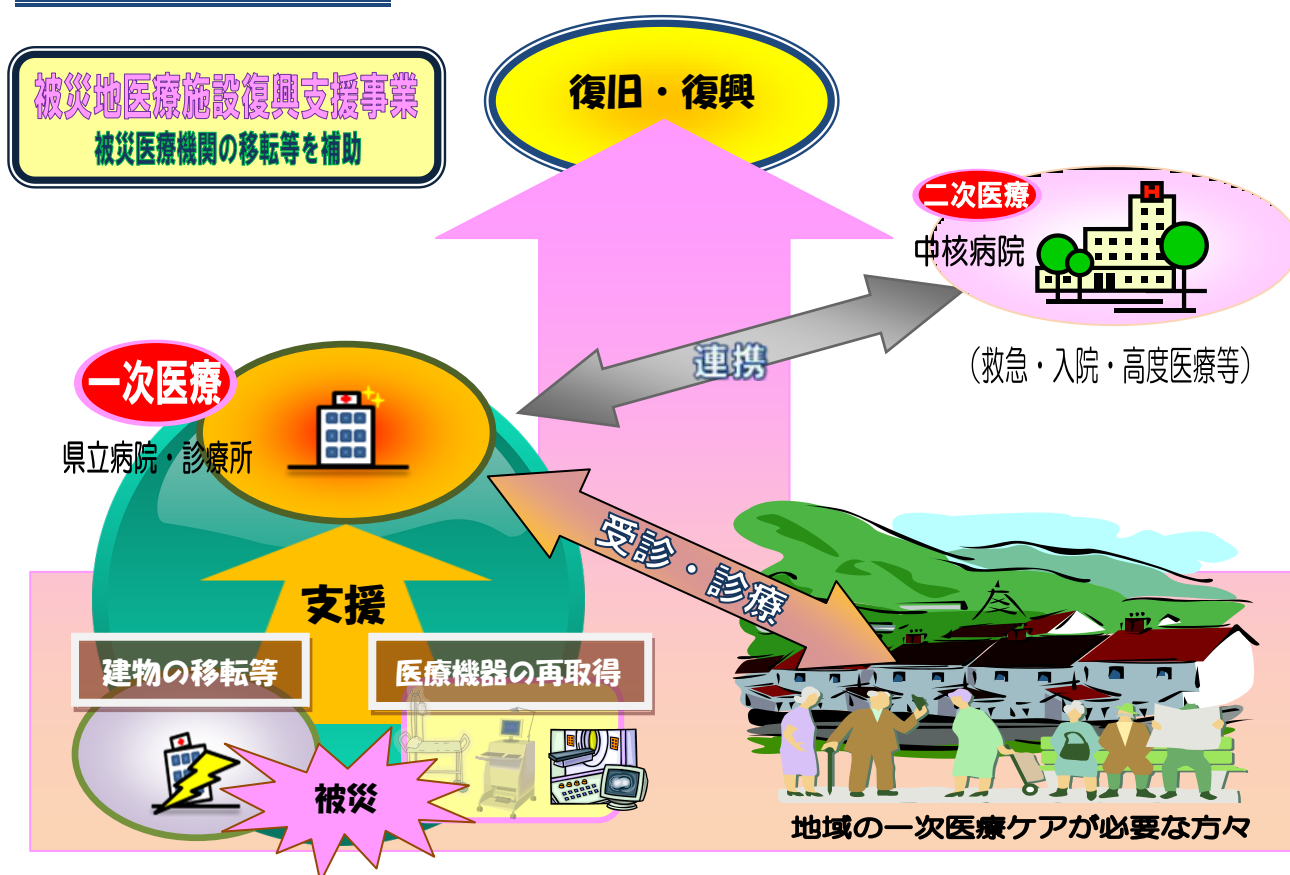 被災地医療施設復興支援事業
被災医療機関の移転等を補助
復旧・復興
二次医療
中核病院
(救急・入院・高度医療等)
連携
一次医療
県立病院・診療所
受診・診療
支援
建物の移転等
医療機器の再取得
被災
地域の一次医療ケアが必要な方々
H